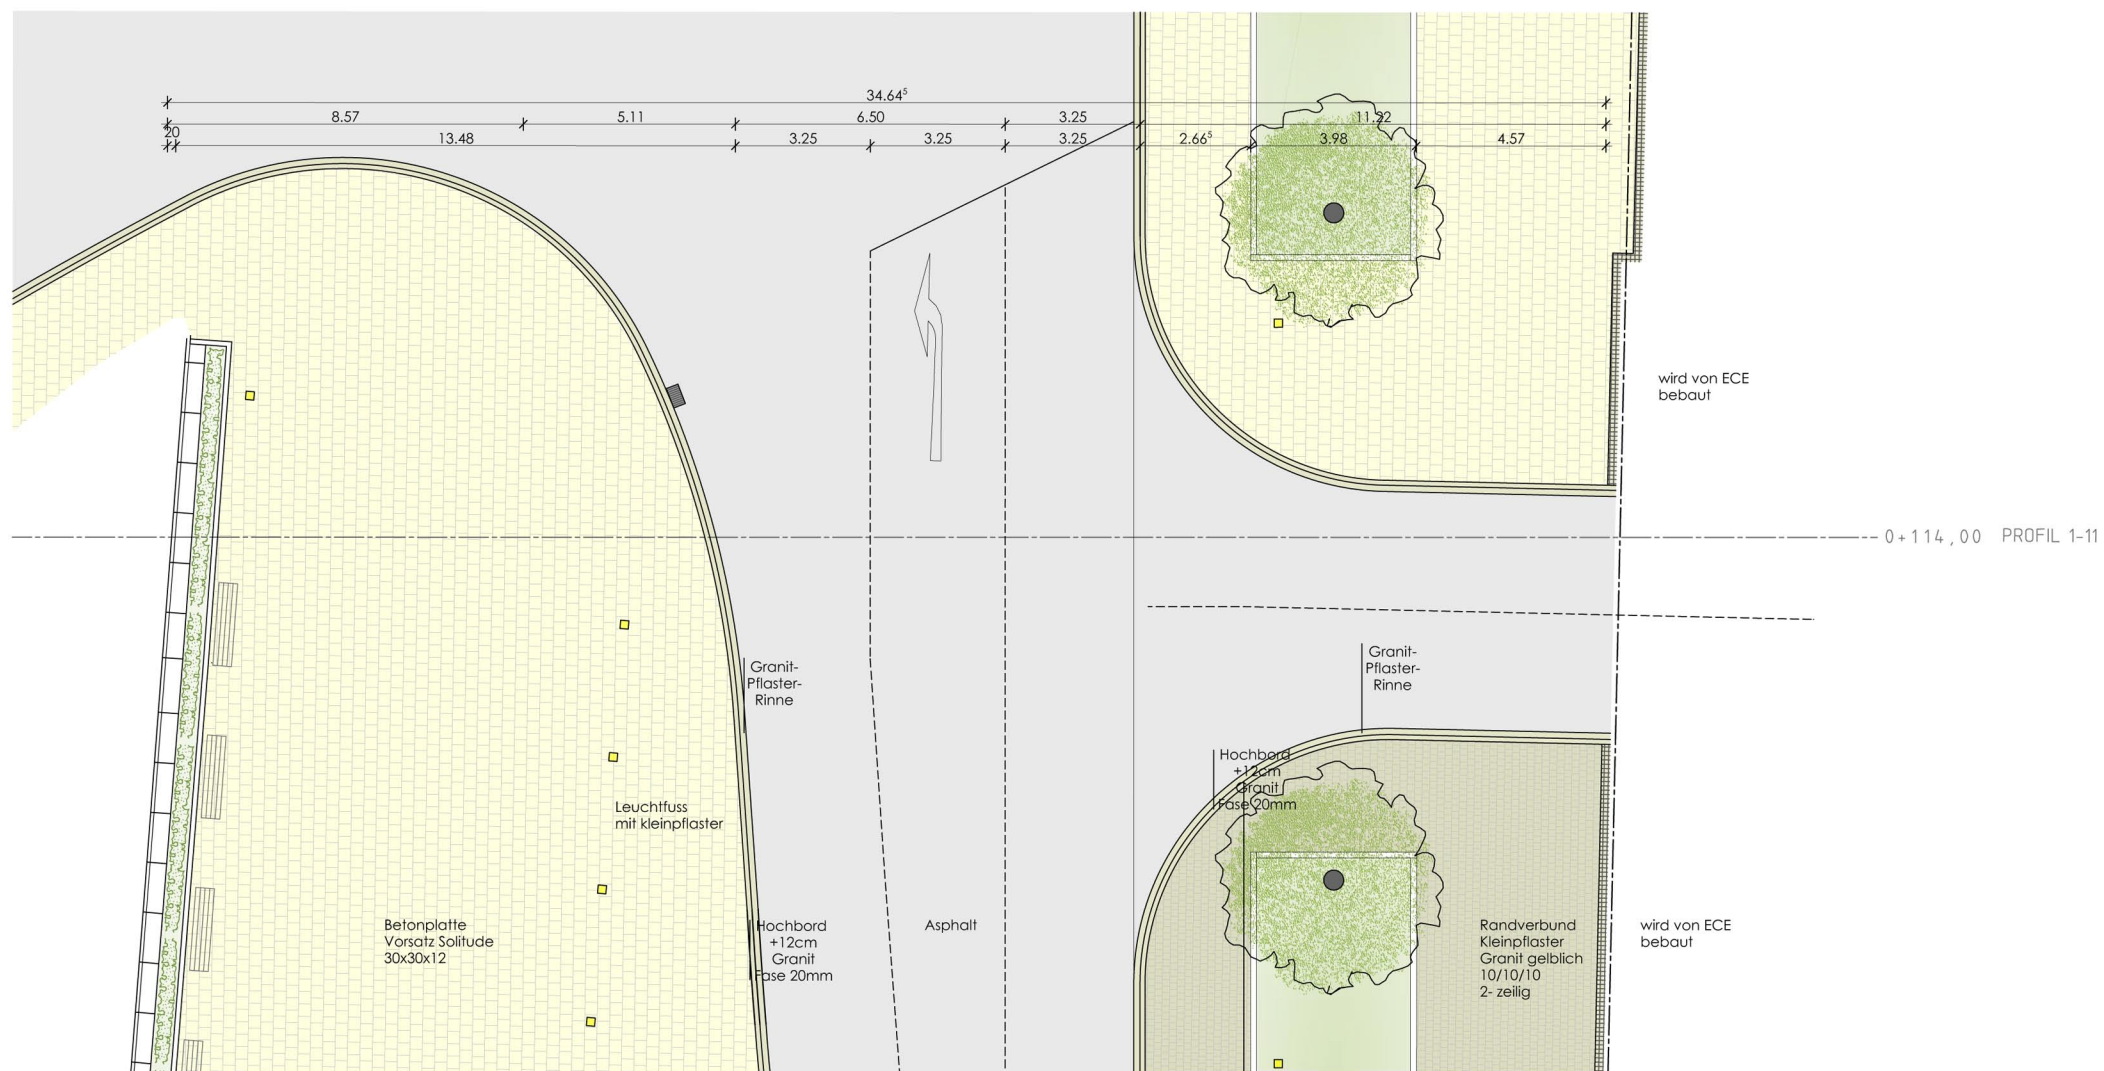 34.64⁵
8.57 5.11 6.50 3.25 11.22
20 13.48 3.25 3.25 3.25 2.66⁵ 3.98 4.57
wird von ECE
bebaut
0+114,00 PROFIL 1-11
Granit-
Pflaster-
Rinne
Granit-
Pflaster-
Rinne
Hochbord
+12cm
Granit
Fase 20mm
Leuchtfuss
mit kleinpflaster
Betonplatte
Vorsatz Solitude
30x30x12
Hochbord
+12cm
Granit
Fase 20mm
Asphalt
Randverbund
Kleinpflaster
Granit gelblich
10/10/10
2- zeilig
wird von ECE
bebaut